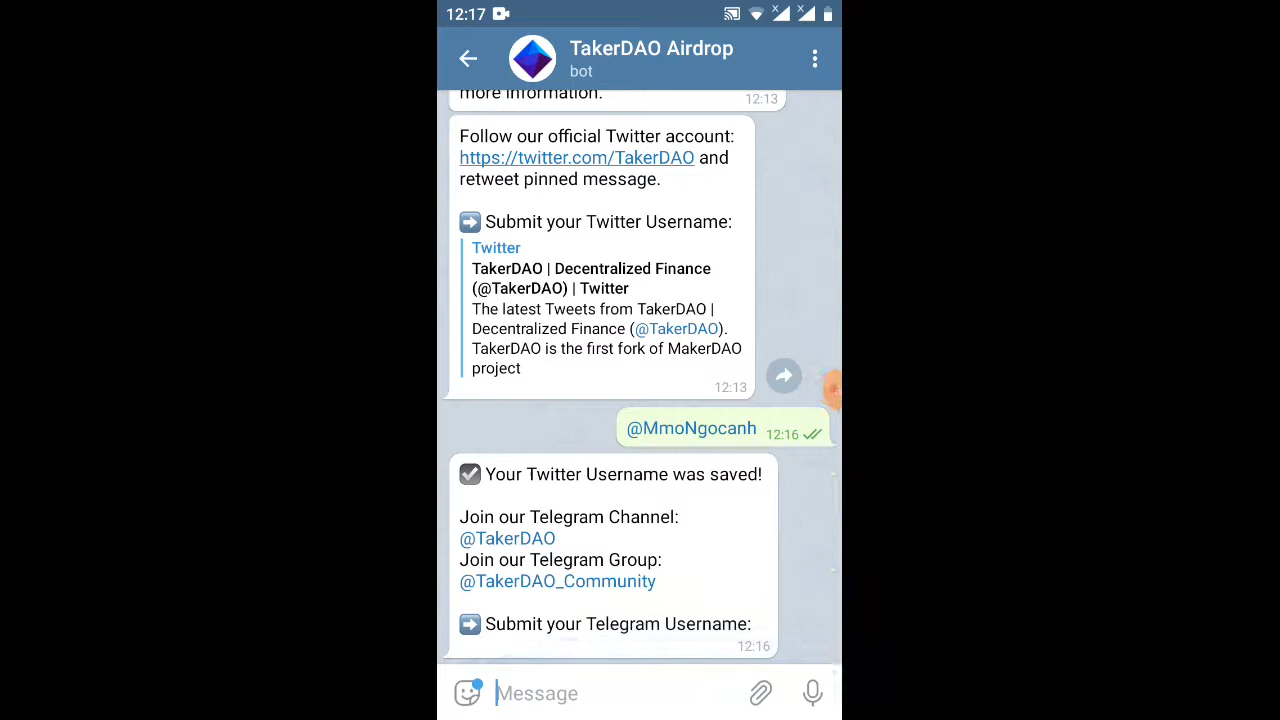 12:17
TakerDAO Airdrop
bot
more information.
12:13
Follow our official Twitter account:
https://twitter.com/TakerDAO and
retweet pinned message.
➡ Submit your Twitter Username:
Twitter
TakerDAO | Decentralized Finance
(@TakerDAO) | Twitter
The latest Tweets from TakerDAO |
Decentralized Finance (@TakerDAO).
TakerDAO is the first fork of MakerDAO
project
12:13
@MmoNgocanh 12:16
☑ Your Twitter Username was saved!
Join our Telegram Channel:
@TakerDAO
Join our Telegram Group:
@TakerDAO_Community
➡ Submit your Telegram Username:
12:16
Message